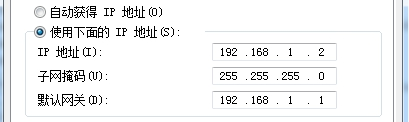 自动获得 IP 地址(O)
使用下面的 IP 地址(S):
IP 地址(I): 192 .168 . 1 . 2
子网掩码(U): 255 .255 .255 . 0
默认网关(D): 192 .168 . 1 . 1